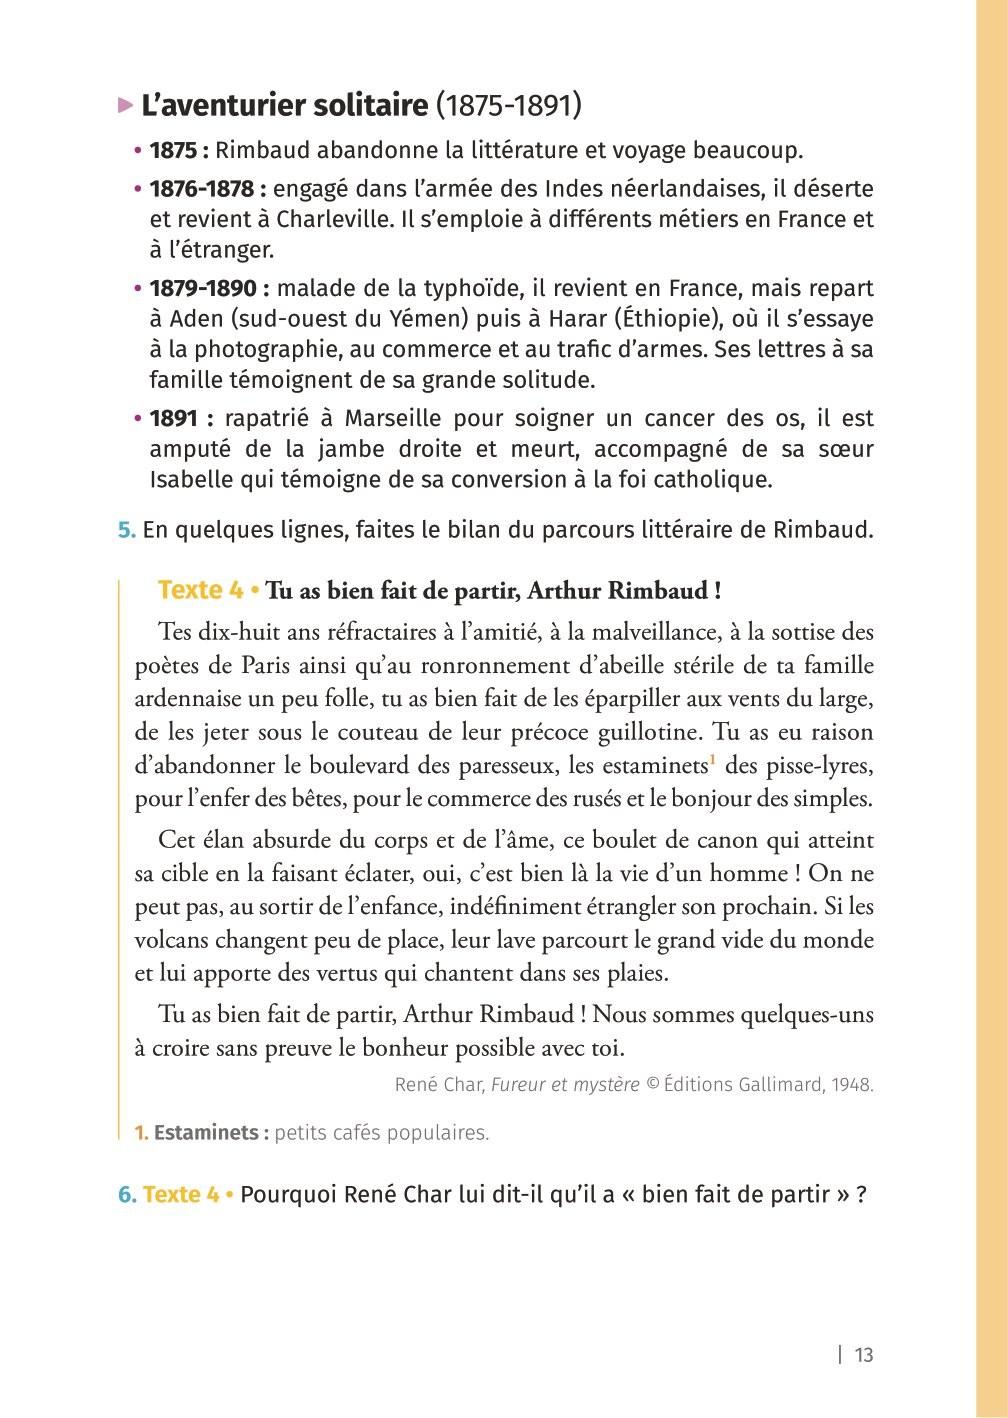 ▶ L’aventurier solitaire (1875-1891)
• 1875 : Rimbaud abandonne la littérature et voyage beaucoup.
• 1876-1878 : engagé dans l’armée des Indes néerlandaises, il déserte
et revient à Charleville. Il s’emploie à différents métiers en France et
à l’étranger.
• 1879-1890 : malade de la typhoïde, il revient en France, mais repart
à Aden (sud-ouest du Yémen) puis à Harar (Éthiopie), où il s’essaye
à la photographie, au commerce et au trafic d’armes. Ses lettres à sa
famille témoignent de sa grande solitude.
• 1891 : rapatrié à Marseille pour soigner un cancer des os, il est
amputé de la jambe droite et meurt, accompagné de sa sœur
Isabelle qui témoigne de sa conversion à la foi catholique.
5. En quelques lignes, faites le bilan du parcours littéraire de Rimbaud.
Texte 4 • Tu as bien fait de partir, Arthur Rimbaud !
Tes dix-huit ans réfractaires à l’amitié, à la malveillance, à la sottise des
poètes de Paris ainsi qu’au ronronnement d’abeille stérile de ta famille
ardennaise un peu folle, tu as bien fait de les éparpiller aux vents du large,
de les jeter sous le couteau de leur précoce guillotine. Tu as eu raison
d’abandonner le boulevard des paresseux, les estaminets¹ des pisse-lyres,
pour l’enfer des bêtes, pour le commerce des rusés et le bonjour des simples.
Cet élan absurde du corps et de l’âme, ce boulet de canon qui atteint
sa cible en la faisant éclater, oui, c’est bien là la vie d’un homme ! On ne
peut pas, au sortir de l’enfance, indéfiniment étrangler son prochain. Si les
volcans changent peu de place, leur lave parcourt le grand vide du monde
et lui apporte des vertus qui chantent dans ses plaies.
Tu as bien fait de partir, Arthur Rimbaud ! Nous sommes quelques-uns
à croire sans preuve le bonheur possible avec toi.
René Char, Fureur et mystère © Éditions Gallimard, 1948.
1. Estaminets : petits cafés populaires.
6. Texte 4 • Pourquoi René Char lui dit-il qu’il a « bien fait de partir » ?
| 13